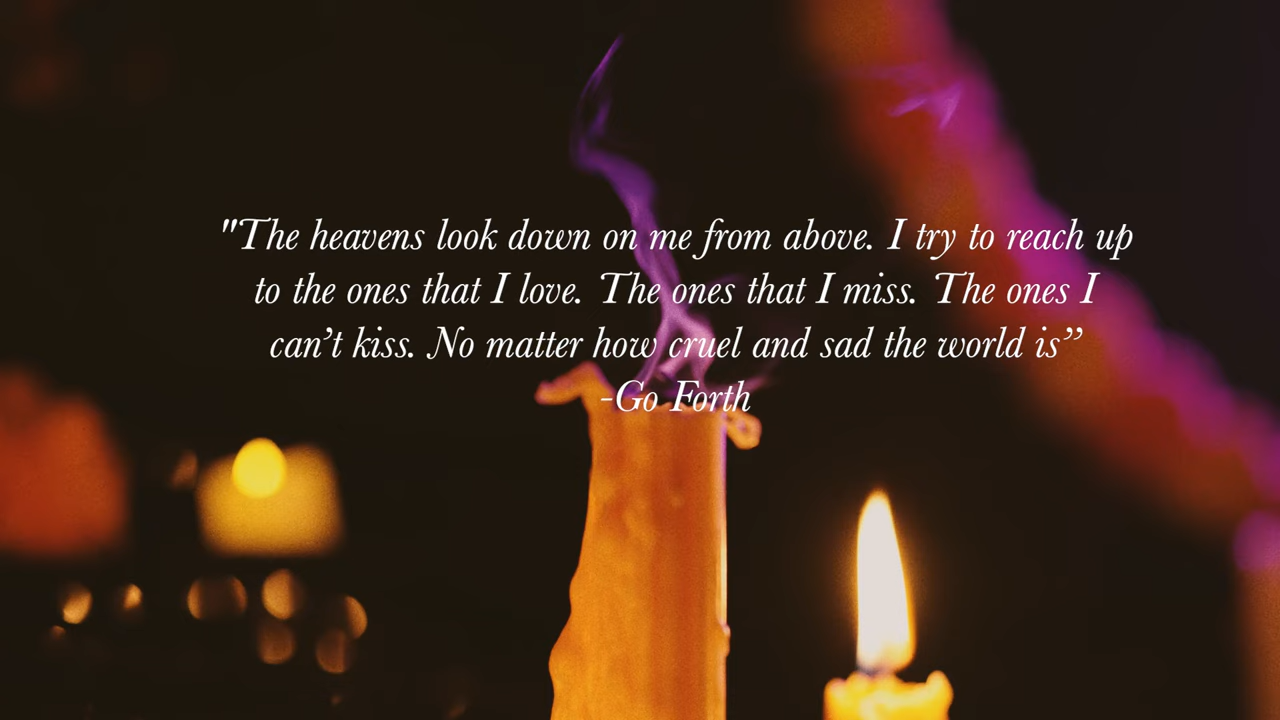 "The heavens look down on me from above. I try to reach up
to the ones that I love. The ones that I miss. The ones I
can’t kiss. No matter how cruel and sad the world is”
-Go Forth